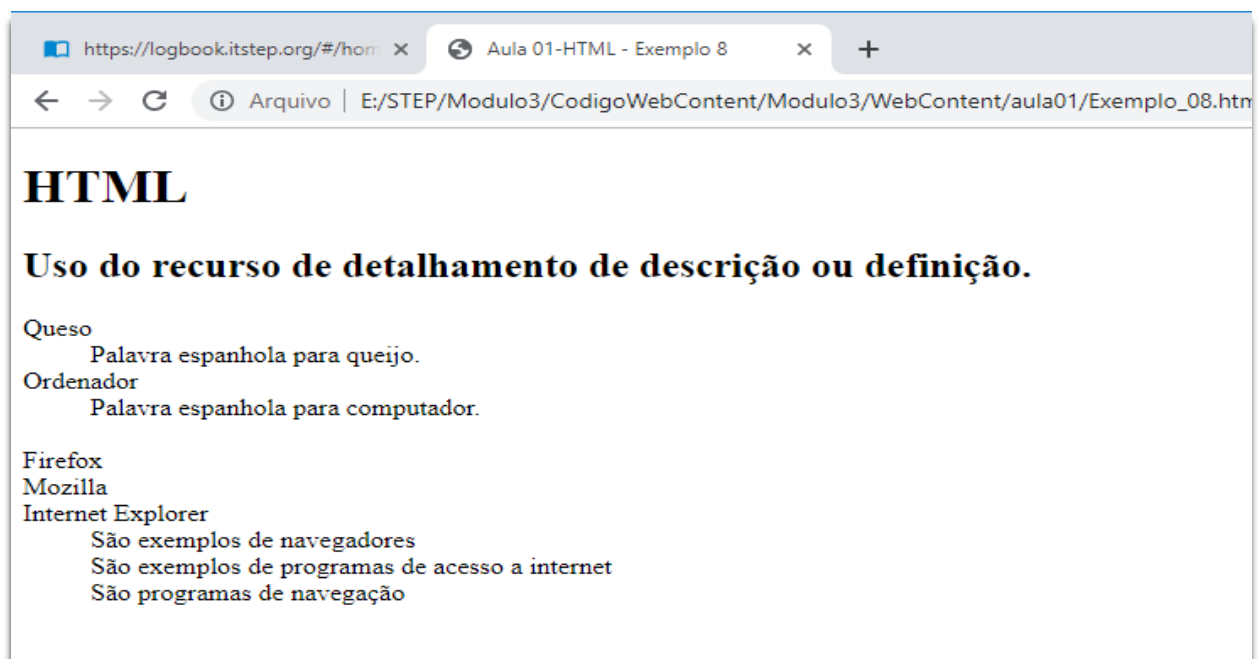 https://logbook.itstep.org/#/hom
Aula 01-HTML - Exemplo 8
Arquivo | E:/STEP/Modulo3/CodigoWebContent/Modulo3/WebContent/aula01/Exemplo_08.htm
HTML
Uso do recurso de detalhamento de descrição ou definição.
Queso
Palavra espanhola para queijo.
Ordenador
Palavra espanhola para computador.
Firefox
Mozilla
Internet Explorer
São exemplos de navegadores
São exemplos de programas de acesso a internet
São programas de navegação